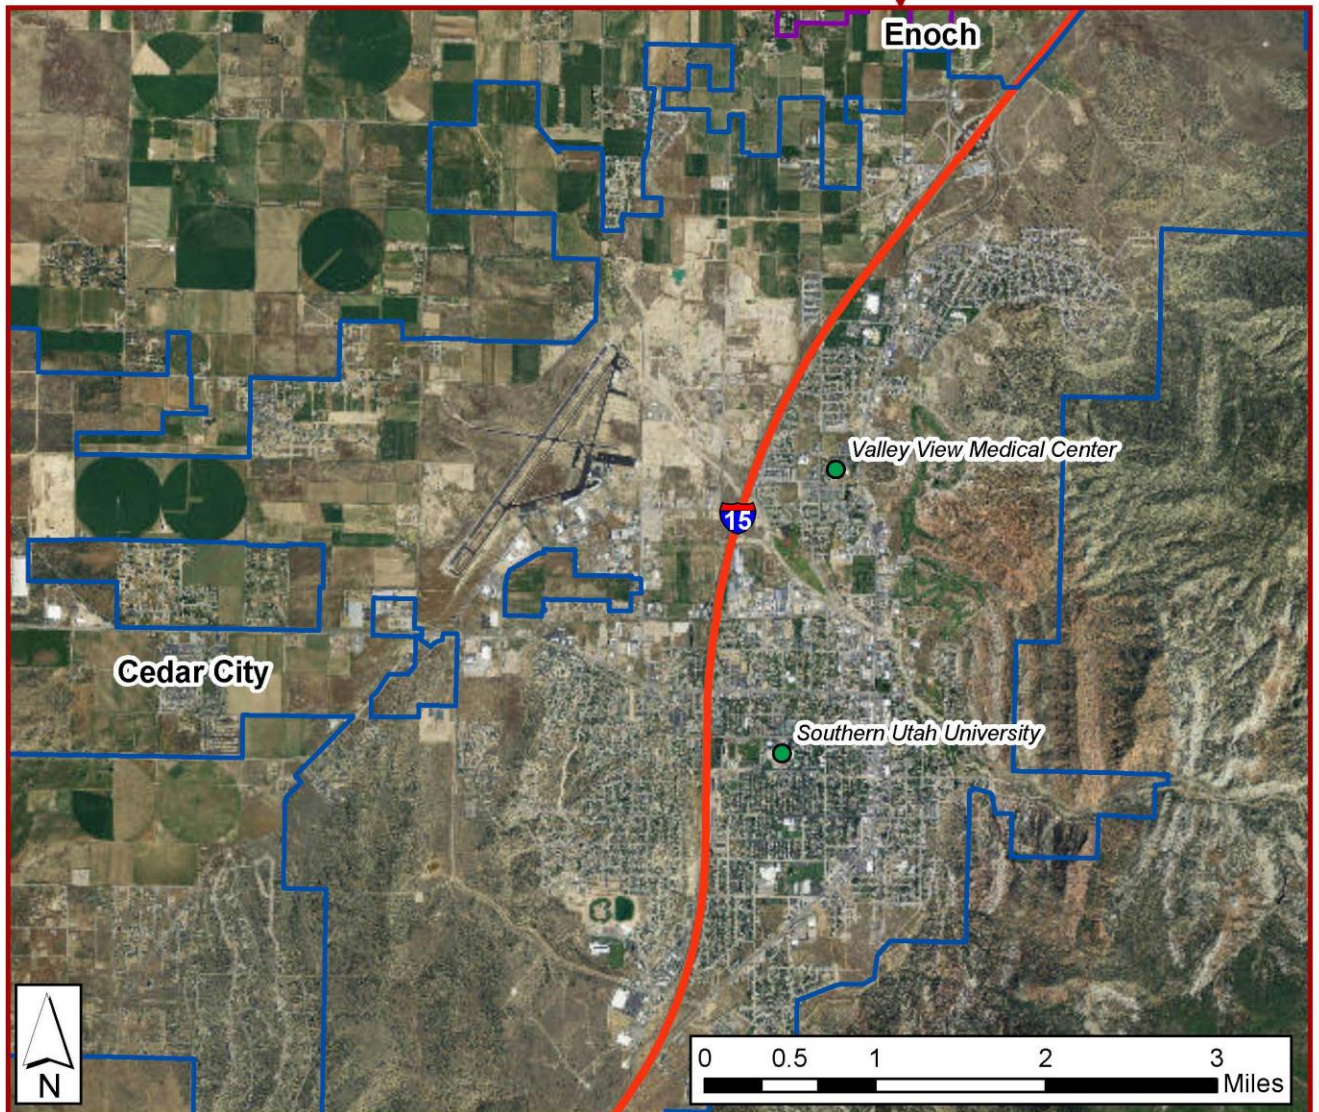 Enoch
Valley View Medical Center
15
Cedar City
Southern Utah University
N
0 0.5 1 2 3
Miles